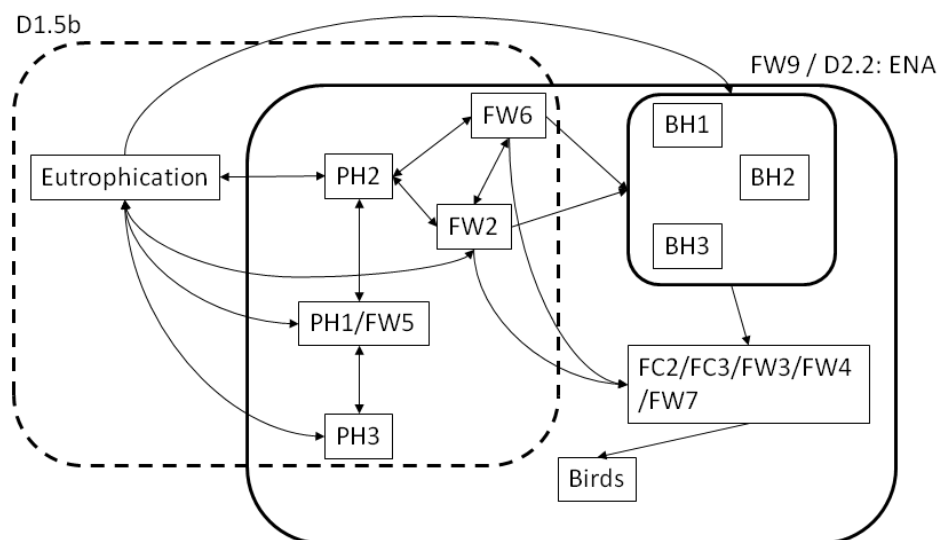 D1.5b
FW9 / D2.2: ENA
FW6
BH1
Eutrophication
PH2
BH2
FW2
BH3
PH1/FW5
FC2/FC3/FW3/FW4
/FW7
PH3
Birds